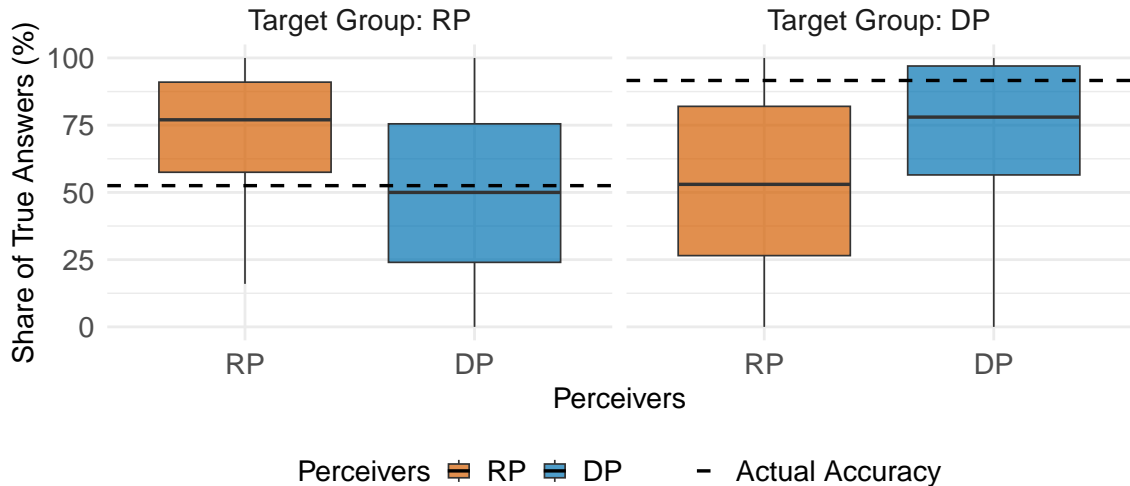 Target Group: RP
Target Group: DP
Share of True Answers (%)
100
75
50
25
0
RP
DP
RP
DP
Perceivers
Perceivers RP DP Actual Accuracy